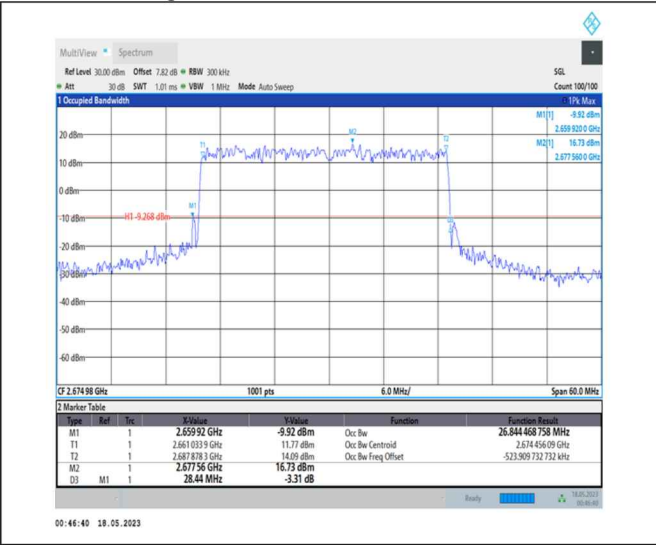 MultiView Spectrum
Ref Level 30.00 dBm Offset 7.82 dB RBW 300 kHz SGL
Att 30 dB SWT 1.01 ms VBW 1 MHz Mode Auto Sweep Count 100/100
1 Occupied Bandwidth 1Pk Max
M1[1] -9.92 dBm
2.659 920 0 GHz
M2[1] 16.73 dBm
2.677 560 0 GHz
20 dBm
M2
T1
10 dBm
0 dBm
M1
-10 dBm H1 -9.268 dBm
-20 dBm
-30 dBm
-40 dBm
-50 dBm
-60 dBm
CF 2.674 98 GHz 1001 pts 6.0 MHz/ Span 60.0 MHz
2 Marker Table
Type Ref Trc X-Value Y-Value Function Function Result
M1 1 2.659 92 GHz -9.92 dBm Occ Bw 26.844 468 758 MHz
T1 1 2.661 033 9 GHz 11.77 dBm Occ Bw Centroid 2.674 456 09 GHz
T2 1 2.687 878 3 GHz 14.09 dBm Occ Bw Freq Offset -523.909 732 732 kHz
M2 1 2.677 56 GHz 16.73 dBm
D3 M1 1 28.44 MHz -3.31 dB
Ready 18.05.2023
00:46:40
00:46:40 18.05.2023